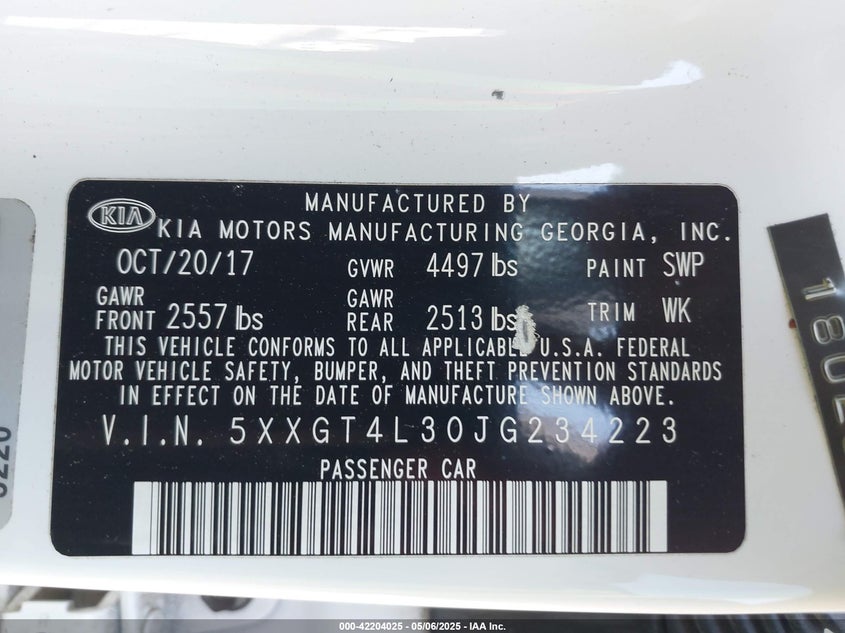 MANUFACTURED BY
KIA KIA MOTORS MANUFACTURING GEORGIA, INC.
OCT/20/17 GVWR 4497 lbs PAINT SWP
GAWR FRONT 2557 lbs GAWR REAR 2513 lbs TRIM WK
THIS VEHICLE CONFORMS TO ALL APPLICABLE U.S.A. FEDERAL
MOTOR VEHICLE SAFETY, BUMPER, AND THEFT PREVENTION STANDARDS
IN EFFECT ON THE DATE OF MANUFACTURE SHOWN ABOVE.
V.I.N. 5XXGT4L30JG234223
PASSENGER CAR
000-42204025 - 05/06/2025 - IAA Inc.